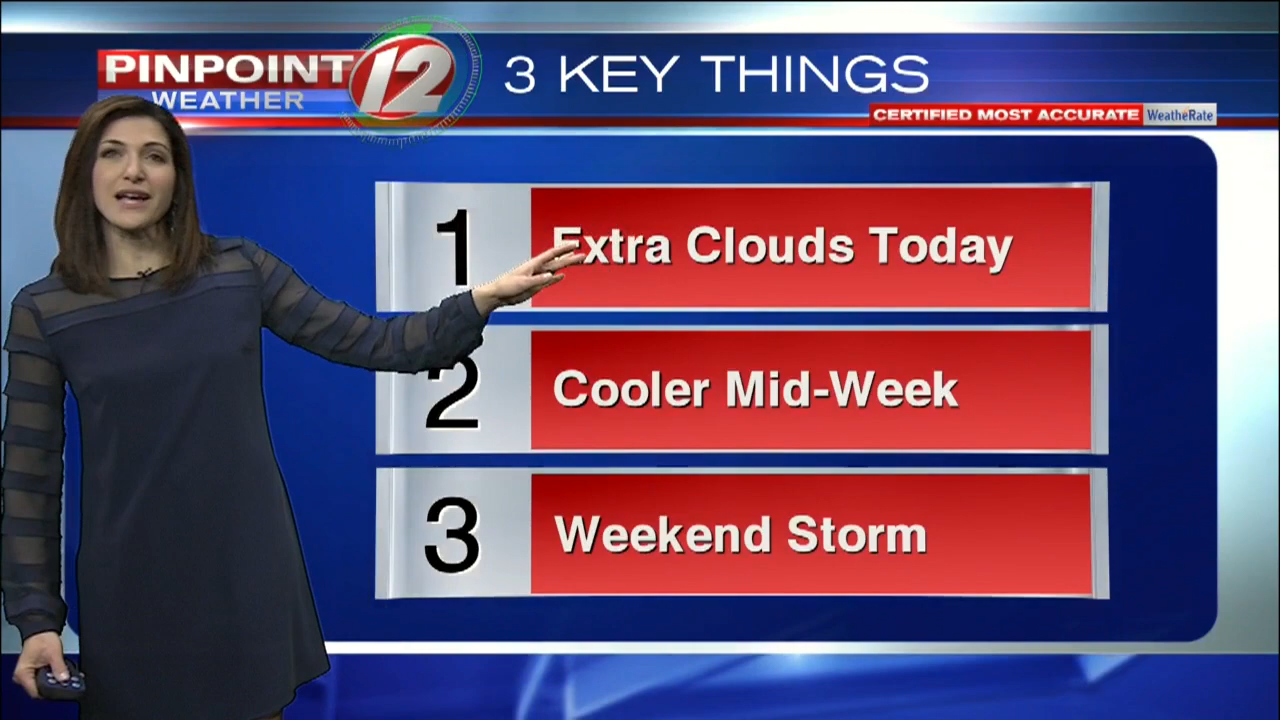 PINPOINT 12
WEATHER
3 KEY THINGS
CERTIFIED MOST ACCURATE WeatheRate
1 Extra Clouds Today
2 Cooler Mid-Week
3 Weekend Storm